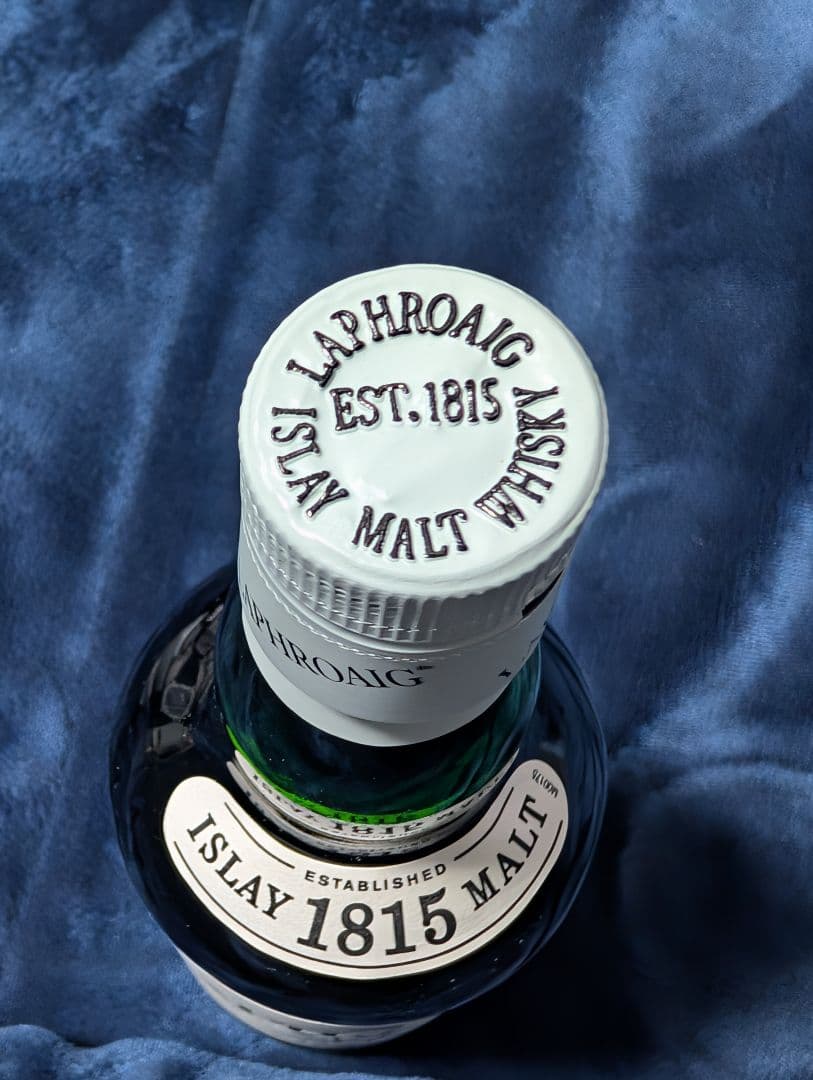 LAPHROAIG
EST. 1815
ISLAY MALT WHISKY
LAPHROAIG®
ESTABLISHED
ISLAY 1815 MALT